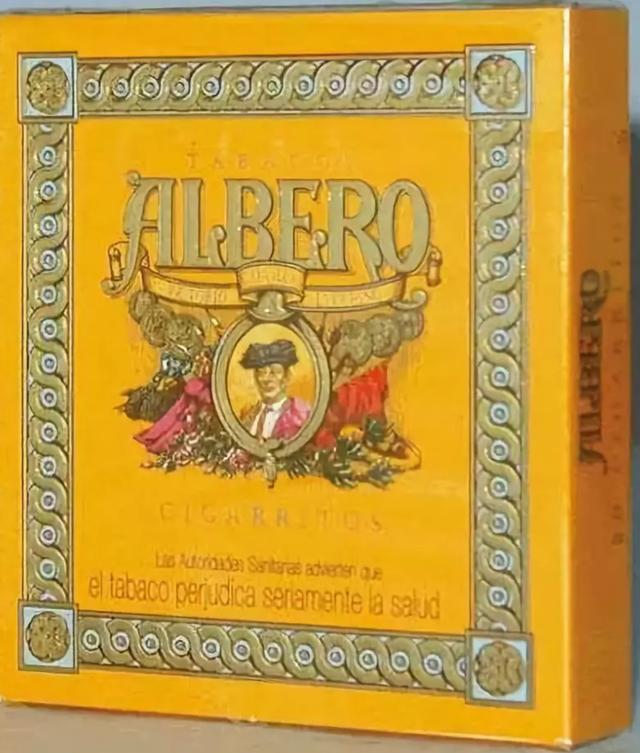 TABACOS
ALBERO
CIGARRITOS
Las Autoridades Sanitarias advierten que
el tabaco perjudica seriamente la salud
ALBERO